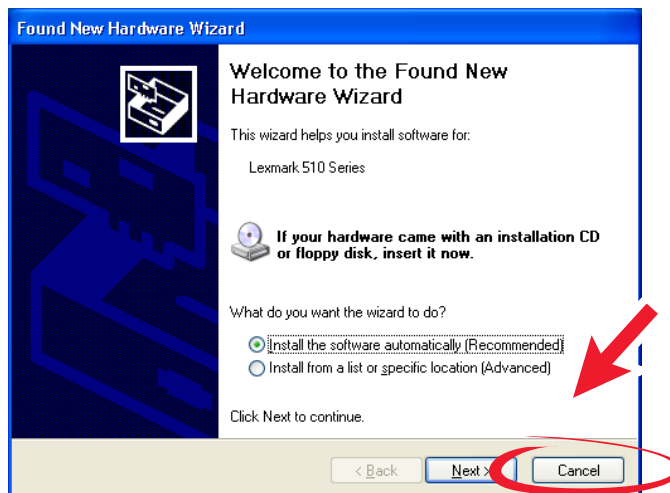 Found New Hardware Wizard
Welcome to the Found New
Hardware Wizard
This wizard helps you install software for:
Lexmark 510 Series
If your hardware came with an installation CD
or floppy disk, insert it now.
What do you want the wizard to do?
Install the software automatically (Recommended)
Install from a list or specific location (Advanced)
Click Next to continue.
< Back Next > Cancel